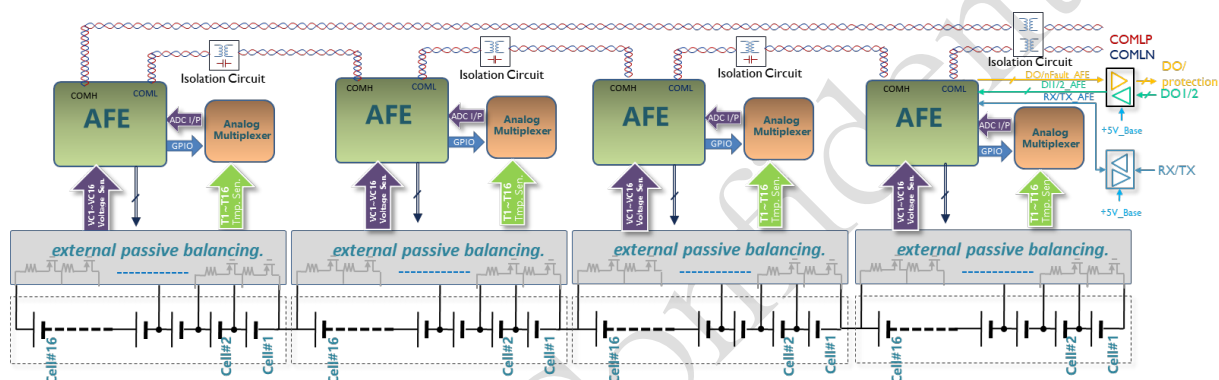 Isolation Circuit
Isolation Circuit
Isolation Circuit
COMLP
COMLN
COMH
COML
AFE
ADC I/P
GPIO
Analog
Multiplexer
VC1~VC16
Voltage Sen.
T1~T16
Tmp. Sen.
COMH
COML
AFE
ADC I/P
GPIO
Analog
Multiplexer
VC1~VC16
Voltage Sen.
T1~T16
Tmp. Sen.
COMH
COML
AFE
ADC I/P
GPIO
Analog
Multiplexer
VC1~VC16
Voltage Sen.
T1~T16
Tmp. Sen.
COMH
COML
AFE
ADC I/P
GPIO
Analog
Multiplexer
VC1~VC16
Voltage Sen.
T1~T16
Tmp. Sen.
DO/nFault_AFE
DI1/2_AFE
RX/TX_AFE
DO/
protection
DO1/2
+5V_Base
RX/TX
+5V_Base
external passive balancing.
external passive balancing.
external passive balancing.
external passive balancing.
Cell#16
Cell#2
Cell#1
Cell#16
Cell#2
Cell#1
Cell#16
Cell#2
Cell#1
Cell#16
Cell#2
Cell#1
Confidential